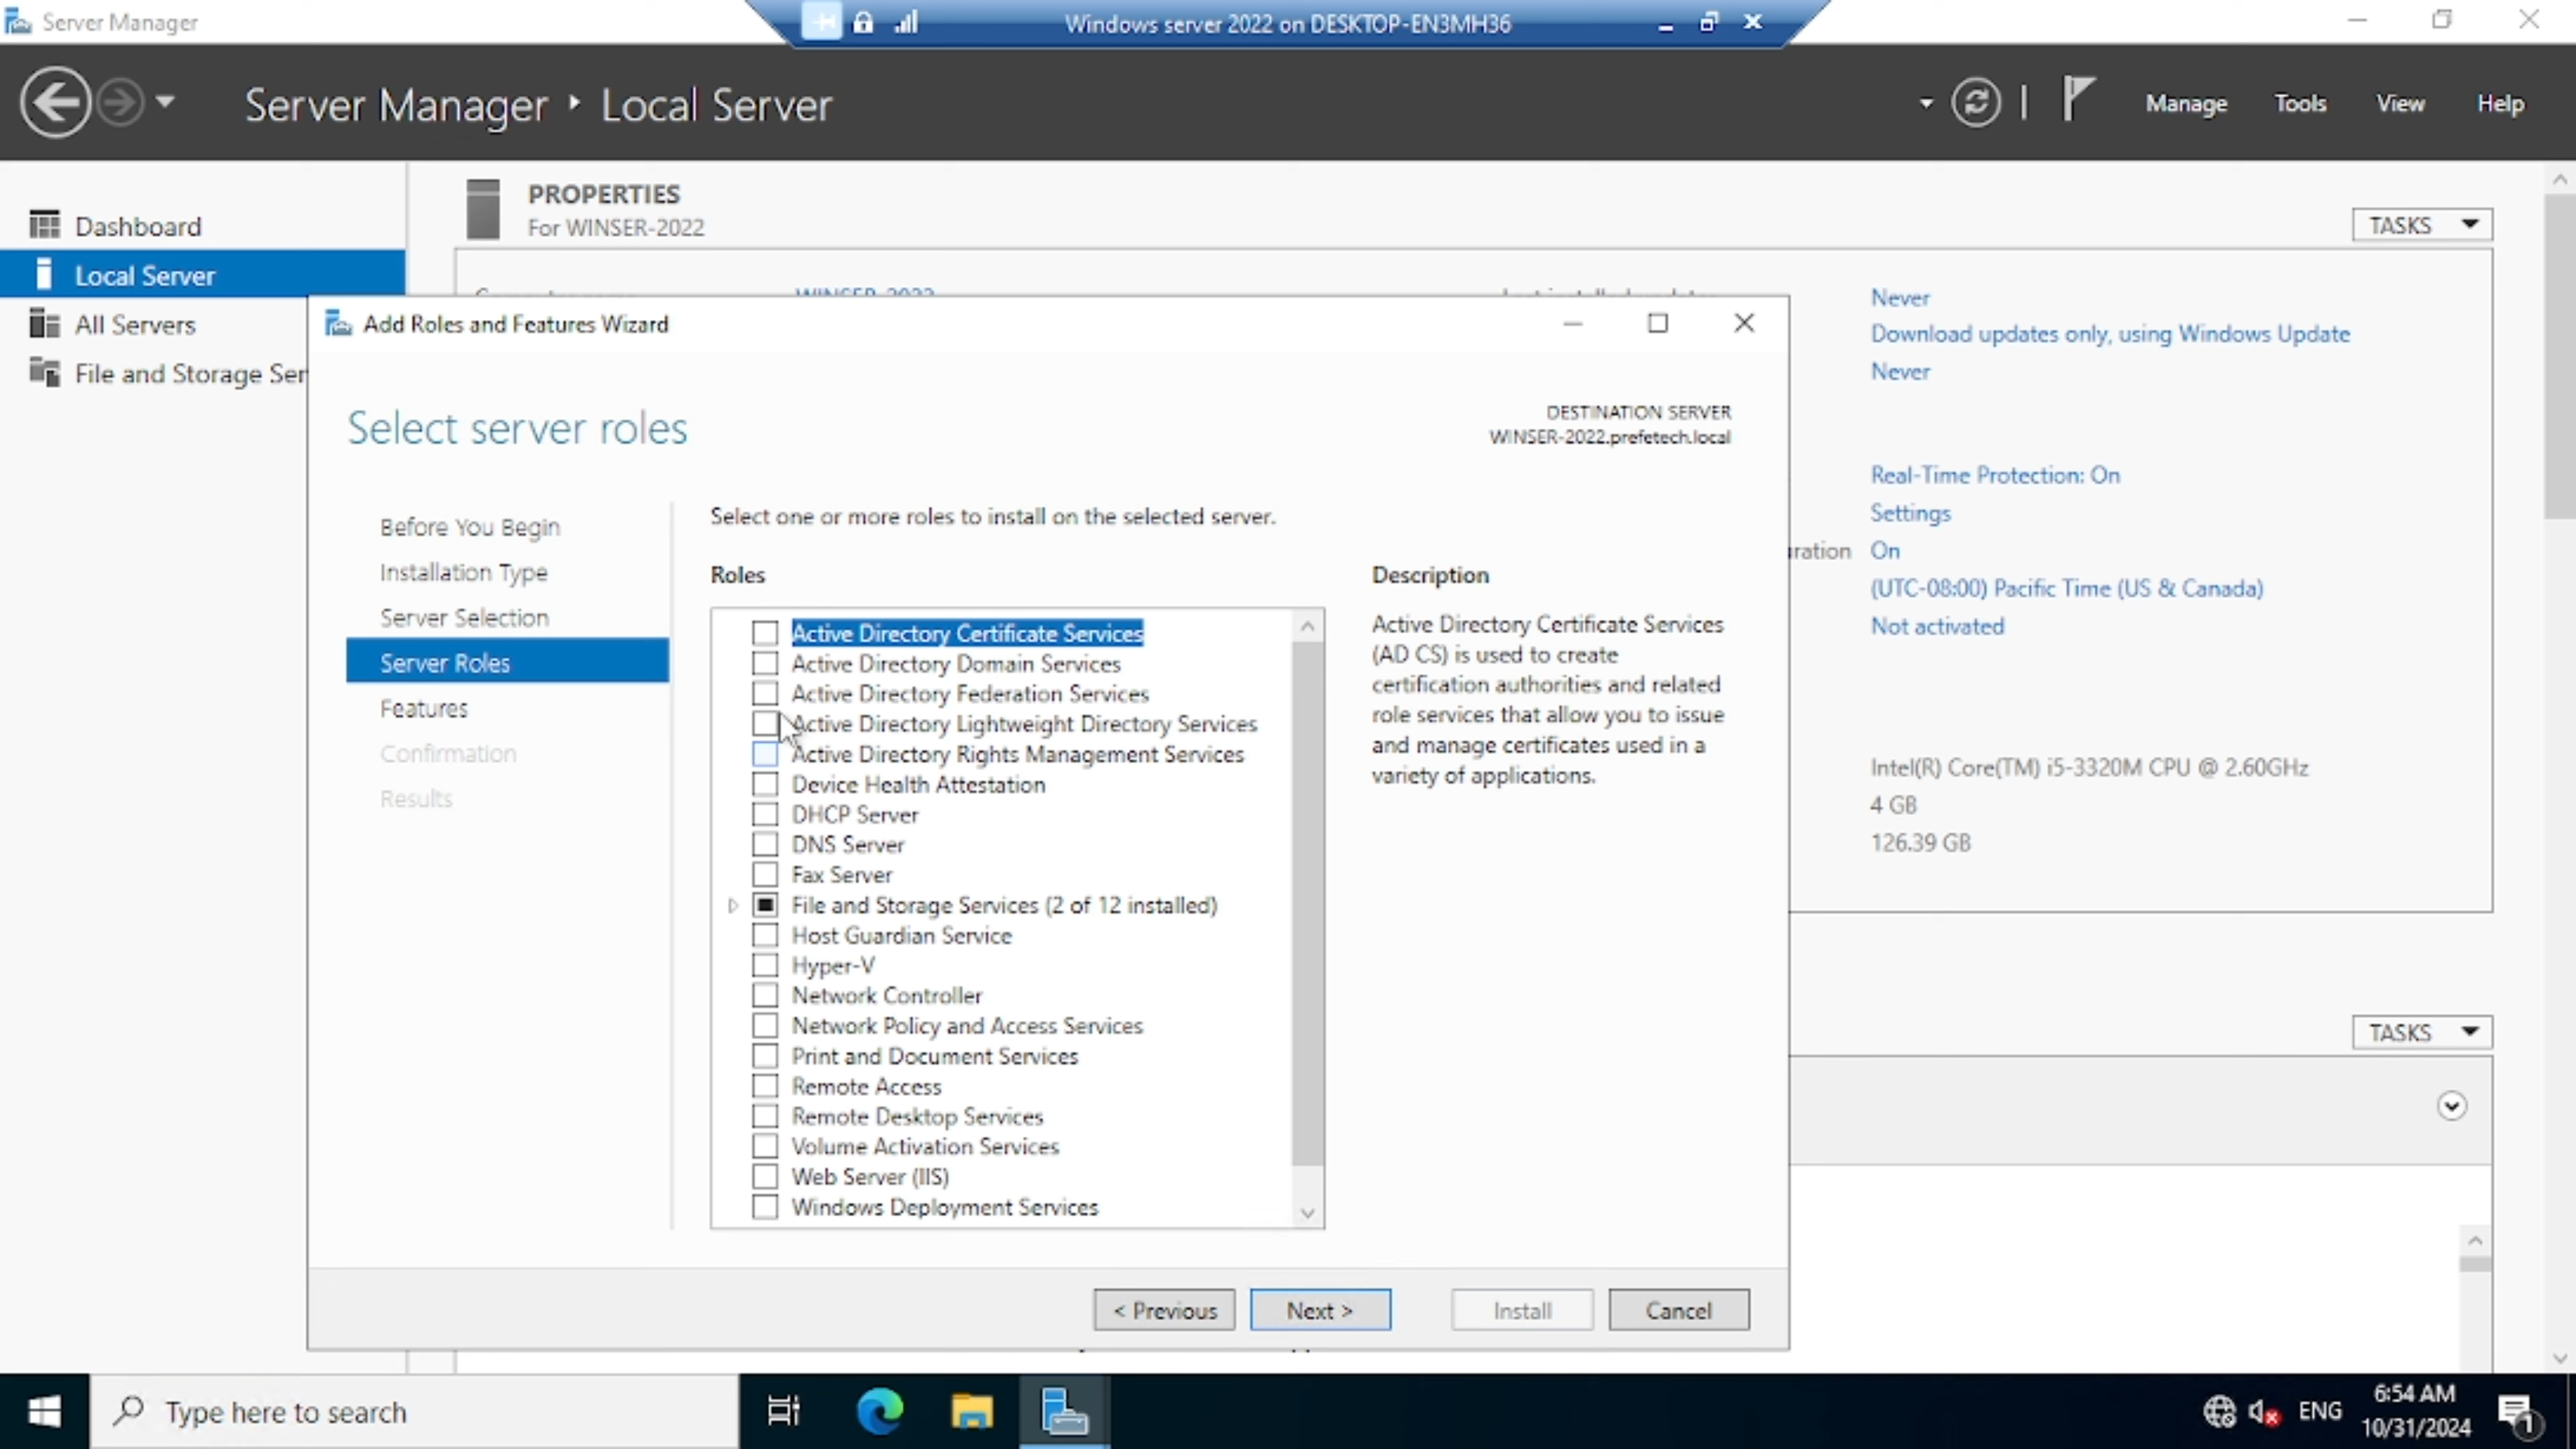 Server Manager
Windows server 2022 on DESKTOP-EN3MH36
Server Manager ‣ Local Server
Manage Tools View Help
Dashboard
Local Server
All Servers
File and Storage Ser
PROPERTIES
For WINSER-2022
TASKS
WINSER-2022
Never
Download updates only, using Windows Update
Never
Real-Time Protection: On
Settings
uration On
(UTC-08:00) Pacific Time (US & Canada)
Not activated
Intel(R) Core(TM) i5-3320M CPU @ 2.60GHz
4 GB
126.39 GB
TASKS
Add Roles and Features Wizard
Select server roles
DESTINATION SERVER
WINSER-2022.prefetech.local
Before You Begin
Installation Type
Server Selection
Server Roles
Features
Confirmation
Results
Select one or more roles to install on the selected server.
Roles
Active Directory Certificate Services
Active Directory Domain Services
Active Directory Federation Services
Active Directory Lightweight Directory Services
Active Directory Rights Management Services
Device Health Attestation
DHCP Server
DNS Server
Fax Server
File and Storage Services (2 of 12 installed)
Host Guardian Service
Hyper-V
Network Controller
Network Policy and Access Services
Print and Document Services
Remote Access
Remote Desktop Services
Volume Activation Services
Web Server (IIS)
Windows Deployment Services
Description
Active Directory Certificate Services
(AD CS) is used to create
certification authorities and related
role services that allow you to issue
and manage certificates used in a
variety of applications.
< Previous
Next >
Install
Cancel
Type here to search
ENG
6:54 AM
10/31/2024
1